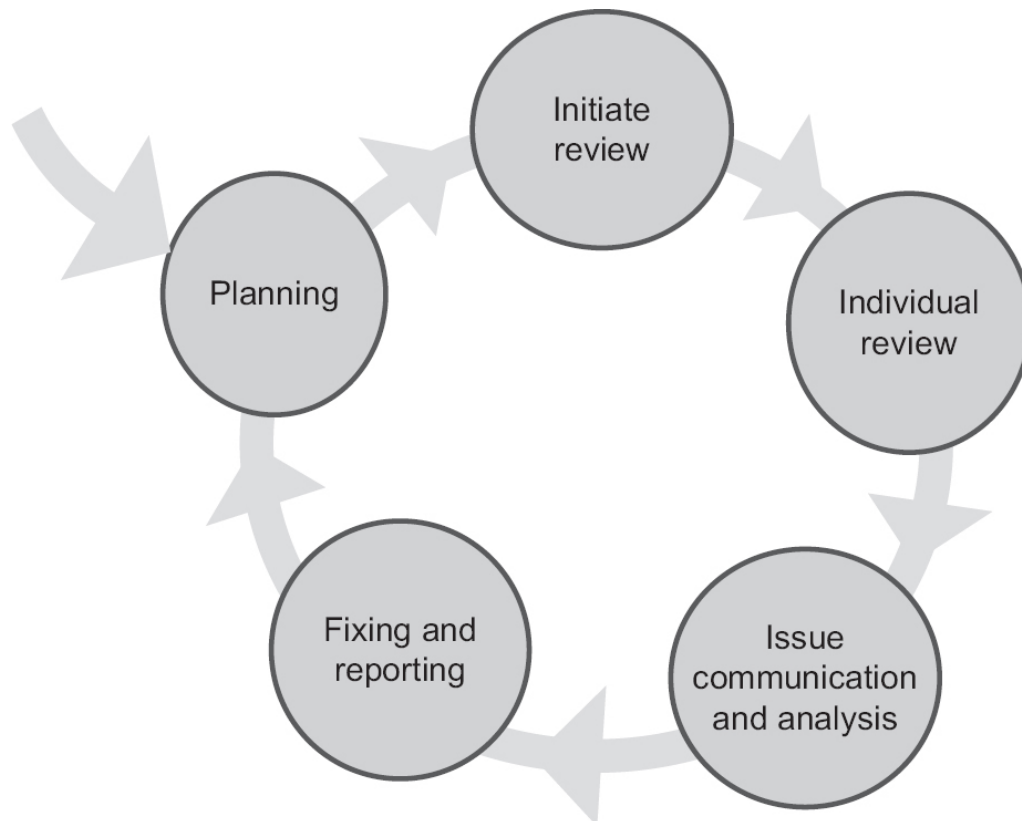 Initiate
review
Planning
Individual
review
Fixing and
reporting
Issue
communication
and analysis